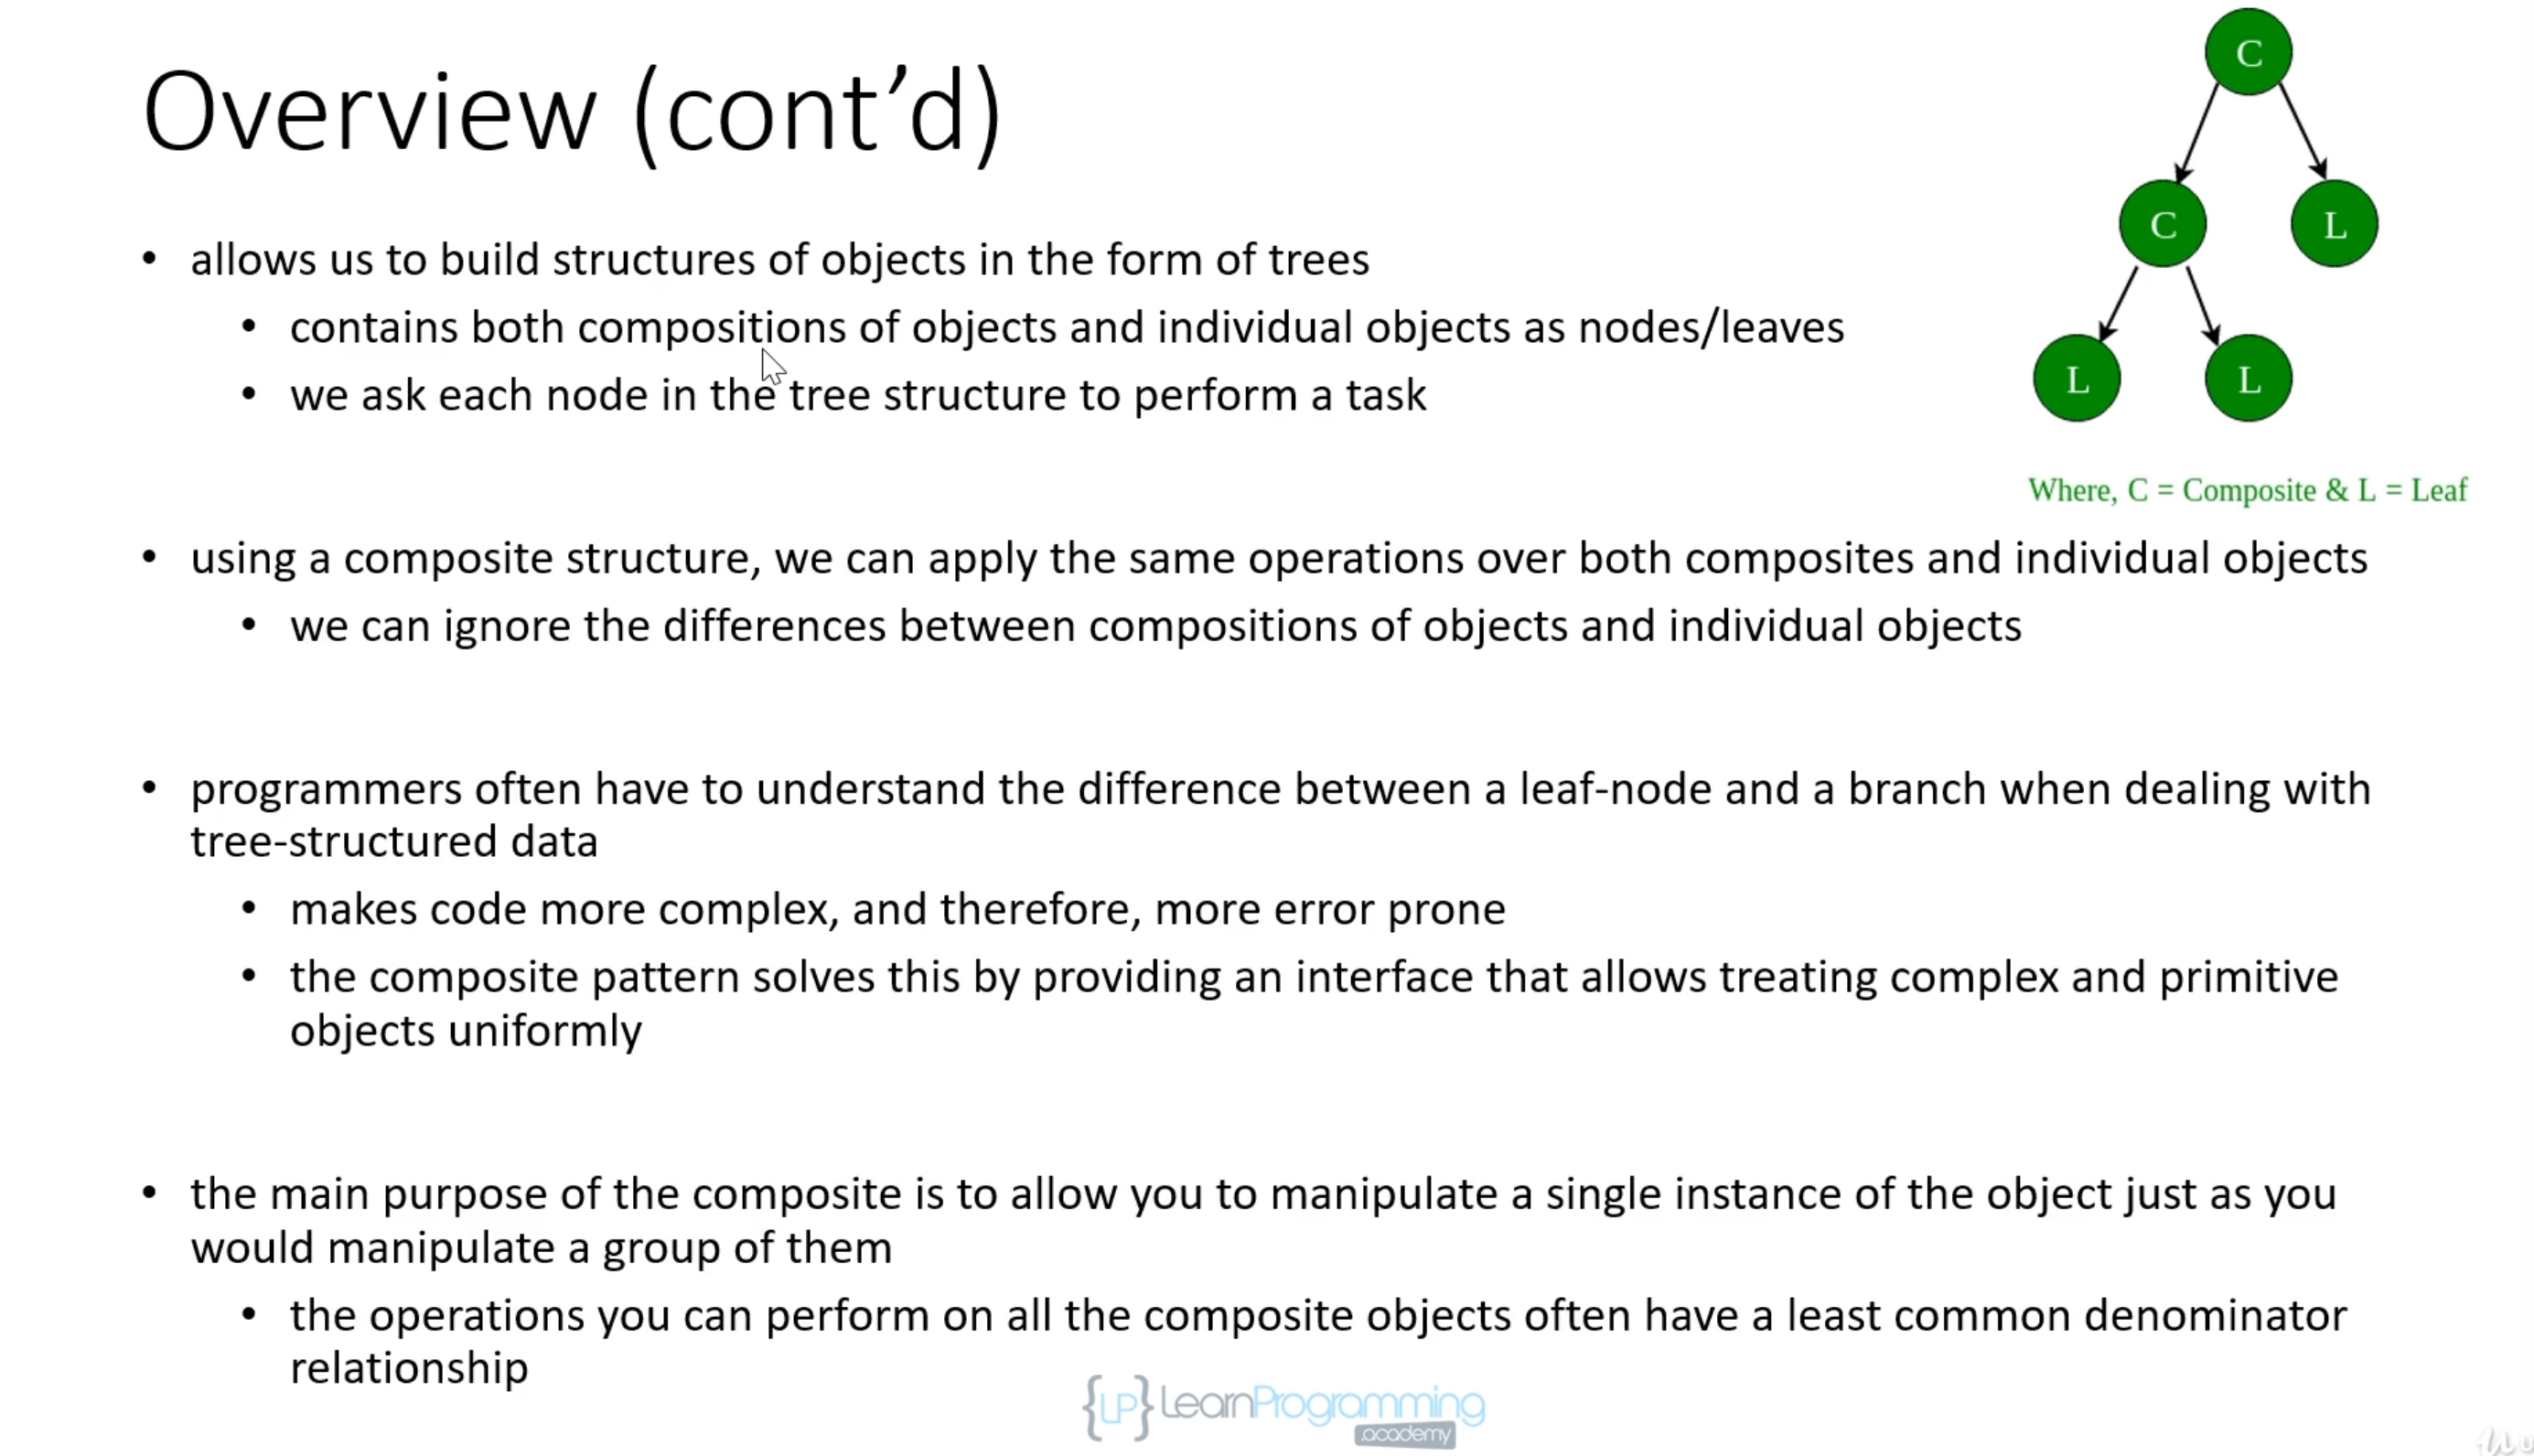 Overview (cont’d)
• allows us to build structures of objects in the form of trees
• contains both compositions of objects and individual objects as nodes/leaves
• we ask each node in the tree structure to perform a task
C
C
L
L
L
Where, C = Composite & L = Leaf
• using a composite structure, we can apply the same operations over both composites and individual objects
• we can ignore the differences between compositions of objects and individual objects
• programmers often have to understand the difference between a leaf-node and a branch when dealing with
tree-structured data
• makes code more complex, and therefore, more error prone
• the composite pattern solves this by providing an interface that allows treating complex and primitive
objects uniformly
• the main purpose of the composite is to allow you to manipulate a single instance of the object just as you
would manipulate a group of them
• the operations you can perform on all the composite objects often have a least common denominator
relationship
{LP} LearnProgramming
.academy